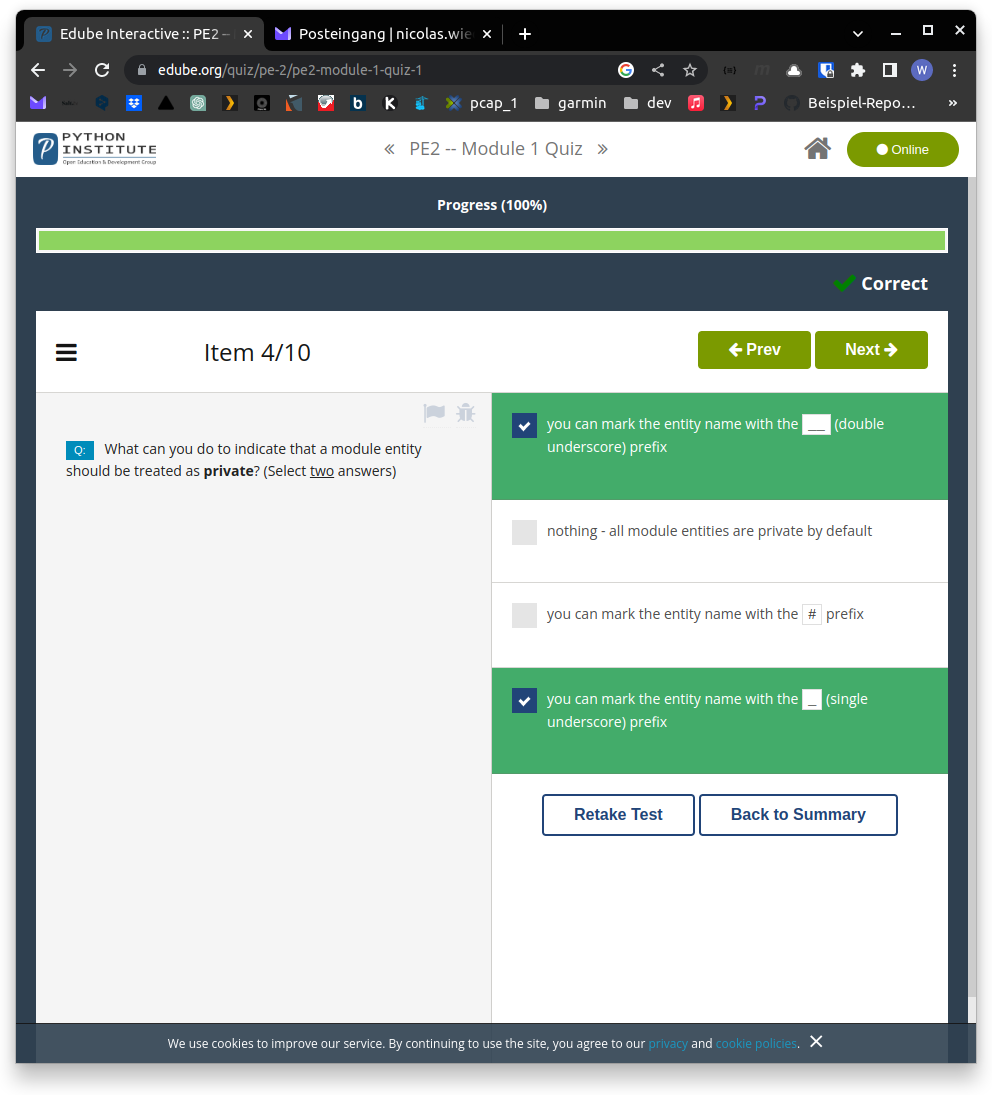 Edube Interactive :: PE2 –
Posteingang | nicolas.wie
edube.org/quiz/pe-2/pe2-module-1-quiz-1
W
pcap_1
garmin
dev
Beispiel-Repo…
»
PYTHON
INSTITUTE
Open Education & Development Group
« PE2 -- Module 1 Quiz »
Online
Progress (100%)
Correct
Item 4/10
Prev
Next
Q: What can you do to indicate that a module entity
should be treated as private? (Select two answers)
you can mark the entity name with the __ (double
underscore) prefix
nothing - all module entities are private by default
you can mark the entity name with the # prefix
you can mark the entity name with the _ (single
underscore) prefix
Retake Test
Back to Summary
We use cookies to improve our service. By continuing to use the site, you agree to our privacy and cookie policies.